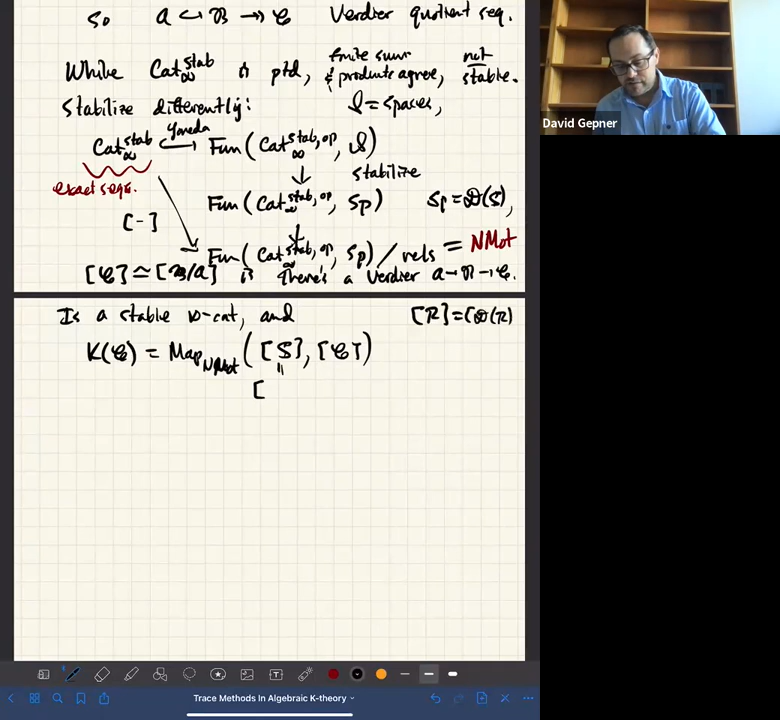 so a ↪ B → C Verdier quotient seq.
While Cat∞^stab is ptd, finite sums & products agree, not stable.
Stabilize differently: S = spaces,
Cat∞^stab ↪ Yoneda Fun(Cat∞^stab,op, S)
↓ stabilize
exact seqs. Fun(Cat∞^stab,op, Sp) Sp = D(S),
[-] ↓
Fun(Cat∞^stab,op, Sp)/rels = NMot
[C] ≃ [B/a] if There's a Verdier a → B → C.
Is a stable ∞-cat, and [R] = [D(R)
K(C) = Map_NMot([S], [C])
"
[
David Gepner
Trace Methods In Algebraic K-theory